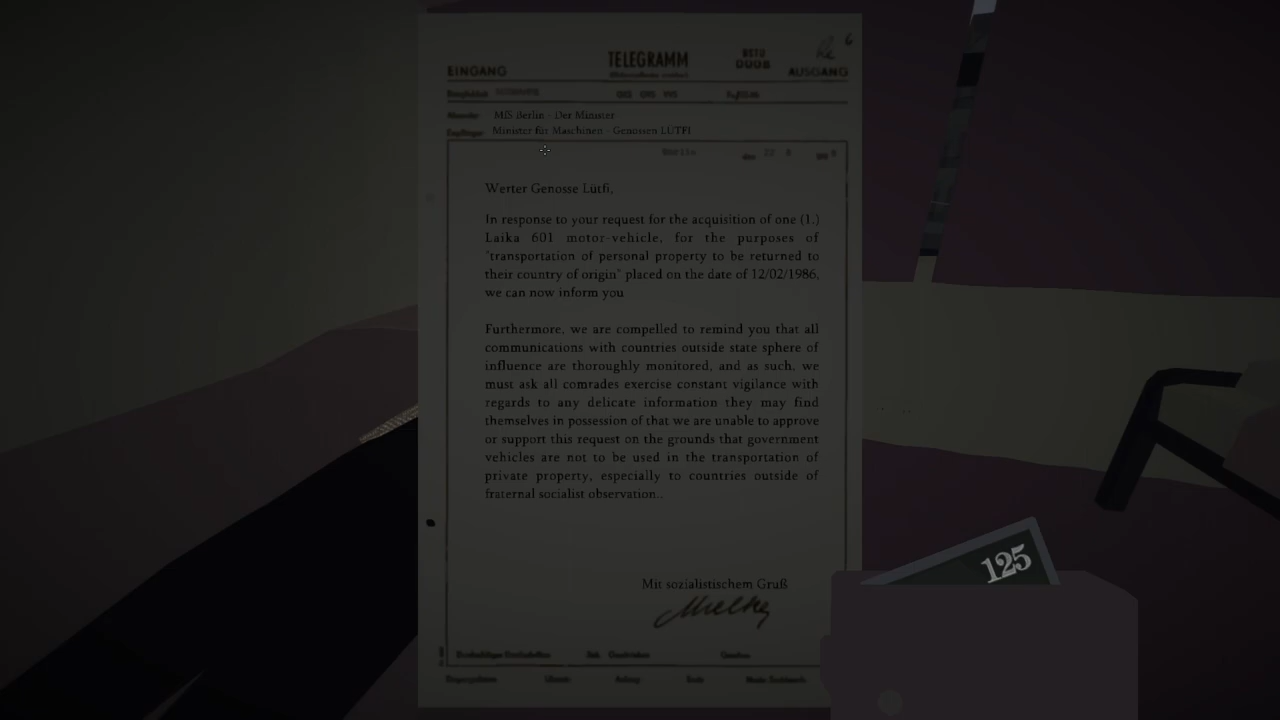 TELEGRAMM
BSTU
6
EINGANG
000B
AUSGANG
MfS Berlin - Der Minister
Minister für Maschinen - Genossen LÜTFI
22 8
Werter Genosse Lütfi,
In response to your request for the acquisition of one (1.)
Laika 601 motor-vehicle, for the purposes of
"transportation of personal property to be returned to
their country of origin" placed on the date of 12/02/1986,
we can now inform you
Furthermore, we are compelled to remind you that all
communications with countries outside state sphere of
influence are thoroughly monitored, and as such, we
must ask all comrades exercise constant vigilance with
regards to any delicate information they may find
themselves in possession of that we are unable to approve
or support this request on the grounds that government
vehicles are not to be used in the transportation of
private property, especially to countries outside of
fraternal socialist observation..
Mit sozialistischem Gruß
Mielke
125